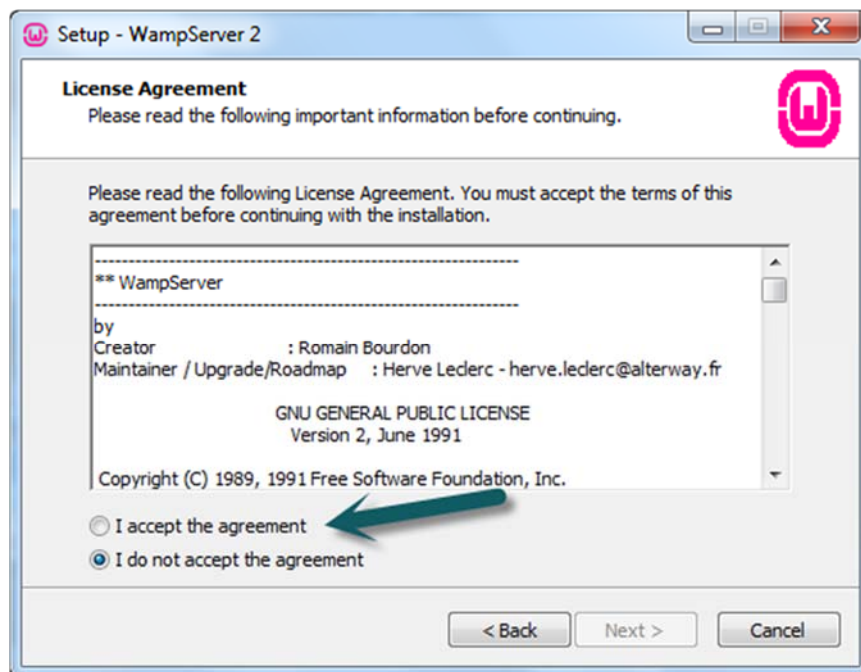 Setup - WampServer 2
License Agreement
Please read the following important information before continuing.
Please read the following License Agreement. You must accept the terms of this
agreement before continuing with the installation.
---------------------------------------------------------------
** WampServer
---------------------------------------------------------------
by
Creator : Romain Bourdon
Maintainer / Upgrade/Roadmap : Herve Leclerc - herve.leclerc@alterway.fr
GNU GENERAL PUBLIC LICENSE
Version 2, June 1991
Copyright (C) 1989, 1991 Free Software Foundation, Inc.
I accept the agreement
I do not accept the agreement
< Back Next > Cancel